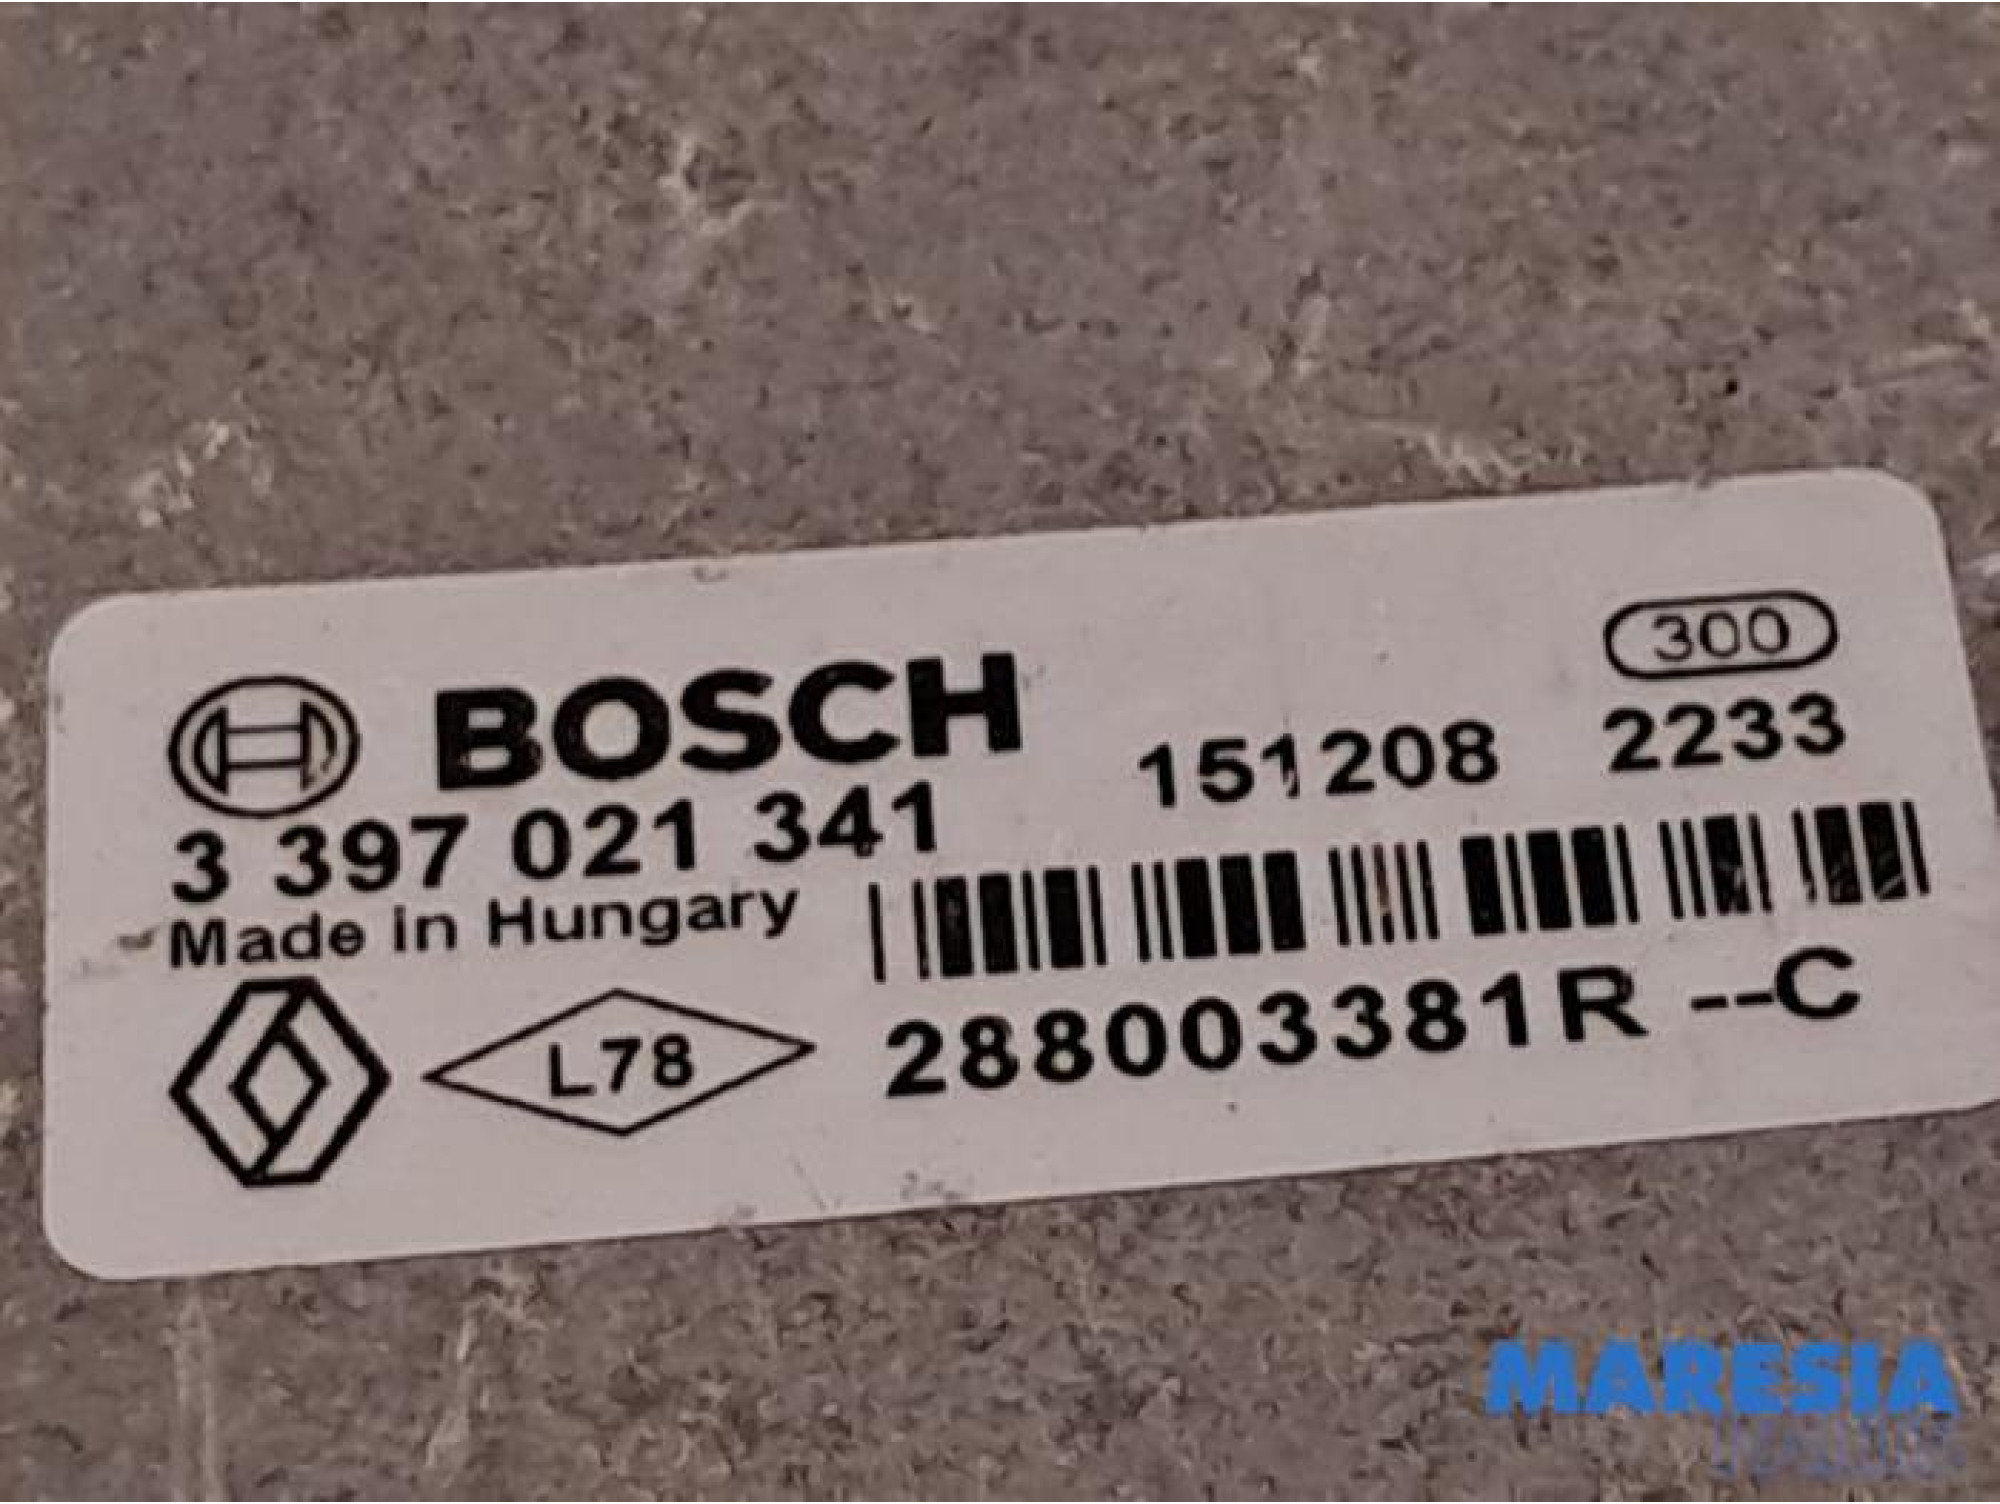 300
BOSCH 151208 2233
3 397 021 341
Made in Hungary
L78 288003381R --C
MARESIA